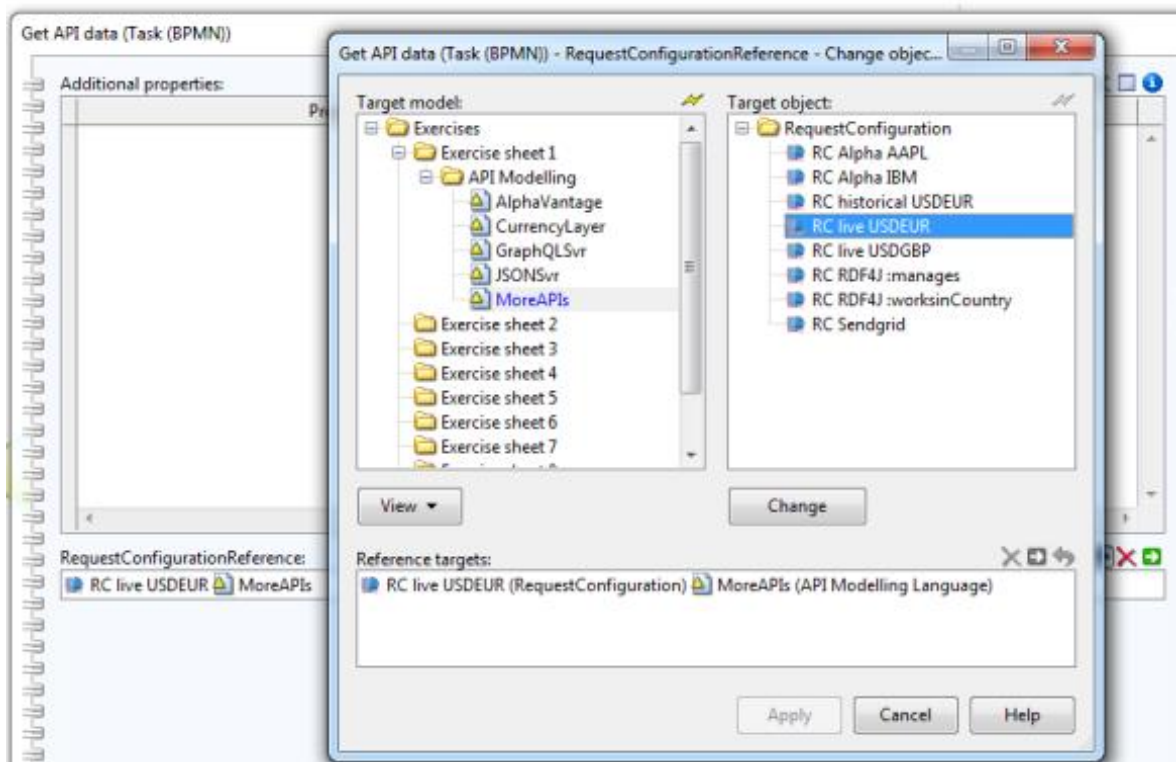 Get API data (Task (BPMN))
Additional properties:
Get API data (Task (BPMN)) - RequestConfigurationReference - Change objec...
Target model:
Exercises
Exercise sheet 1
API Modelling
AlphaVantage
CurrencyLayer
GraphQLSvr
JSONSvr
MoreAPIs
Exercise sheet 2
Exercise sheet 3
Exercise sheet 4
Exercise sheet 5
Exercise sheet 6
Exercise sheet 7
View
Target object:
RequestConfiguration
RC Alpha AAPL
RC Alpha IBM
RC historical USDEUR
RC live USDEUR
RC live USDGBP
RC RDF4J :manages
RC RDF4J :worksinCountry
RC Sendgrid
Change
RequestConfigurationReference:
RC live USDEUR MoreAPIs
Reference targets:
RC live USDEUR (RequestConfiguration) MoreAPIs (API Modelling Language)
Apply Cancel Help